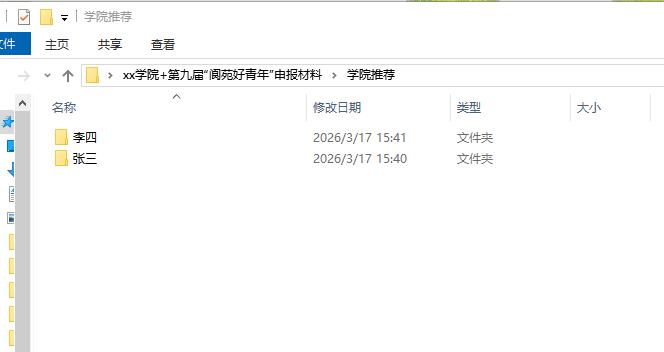 学院推荐
文件 主页 共享 查看
xx学院+第九届“阆苑好青年”申报材料 学院推荐
名称 修改日期 类型 大小
李四 2026/3/17 15:41 文件夹
张三 2026/3/17 15:40 文件夹